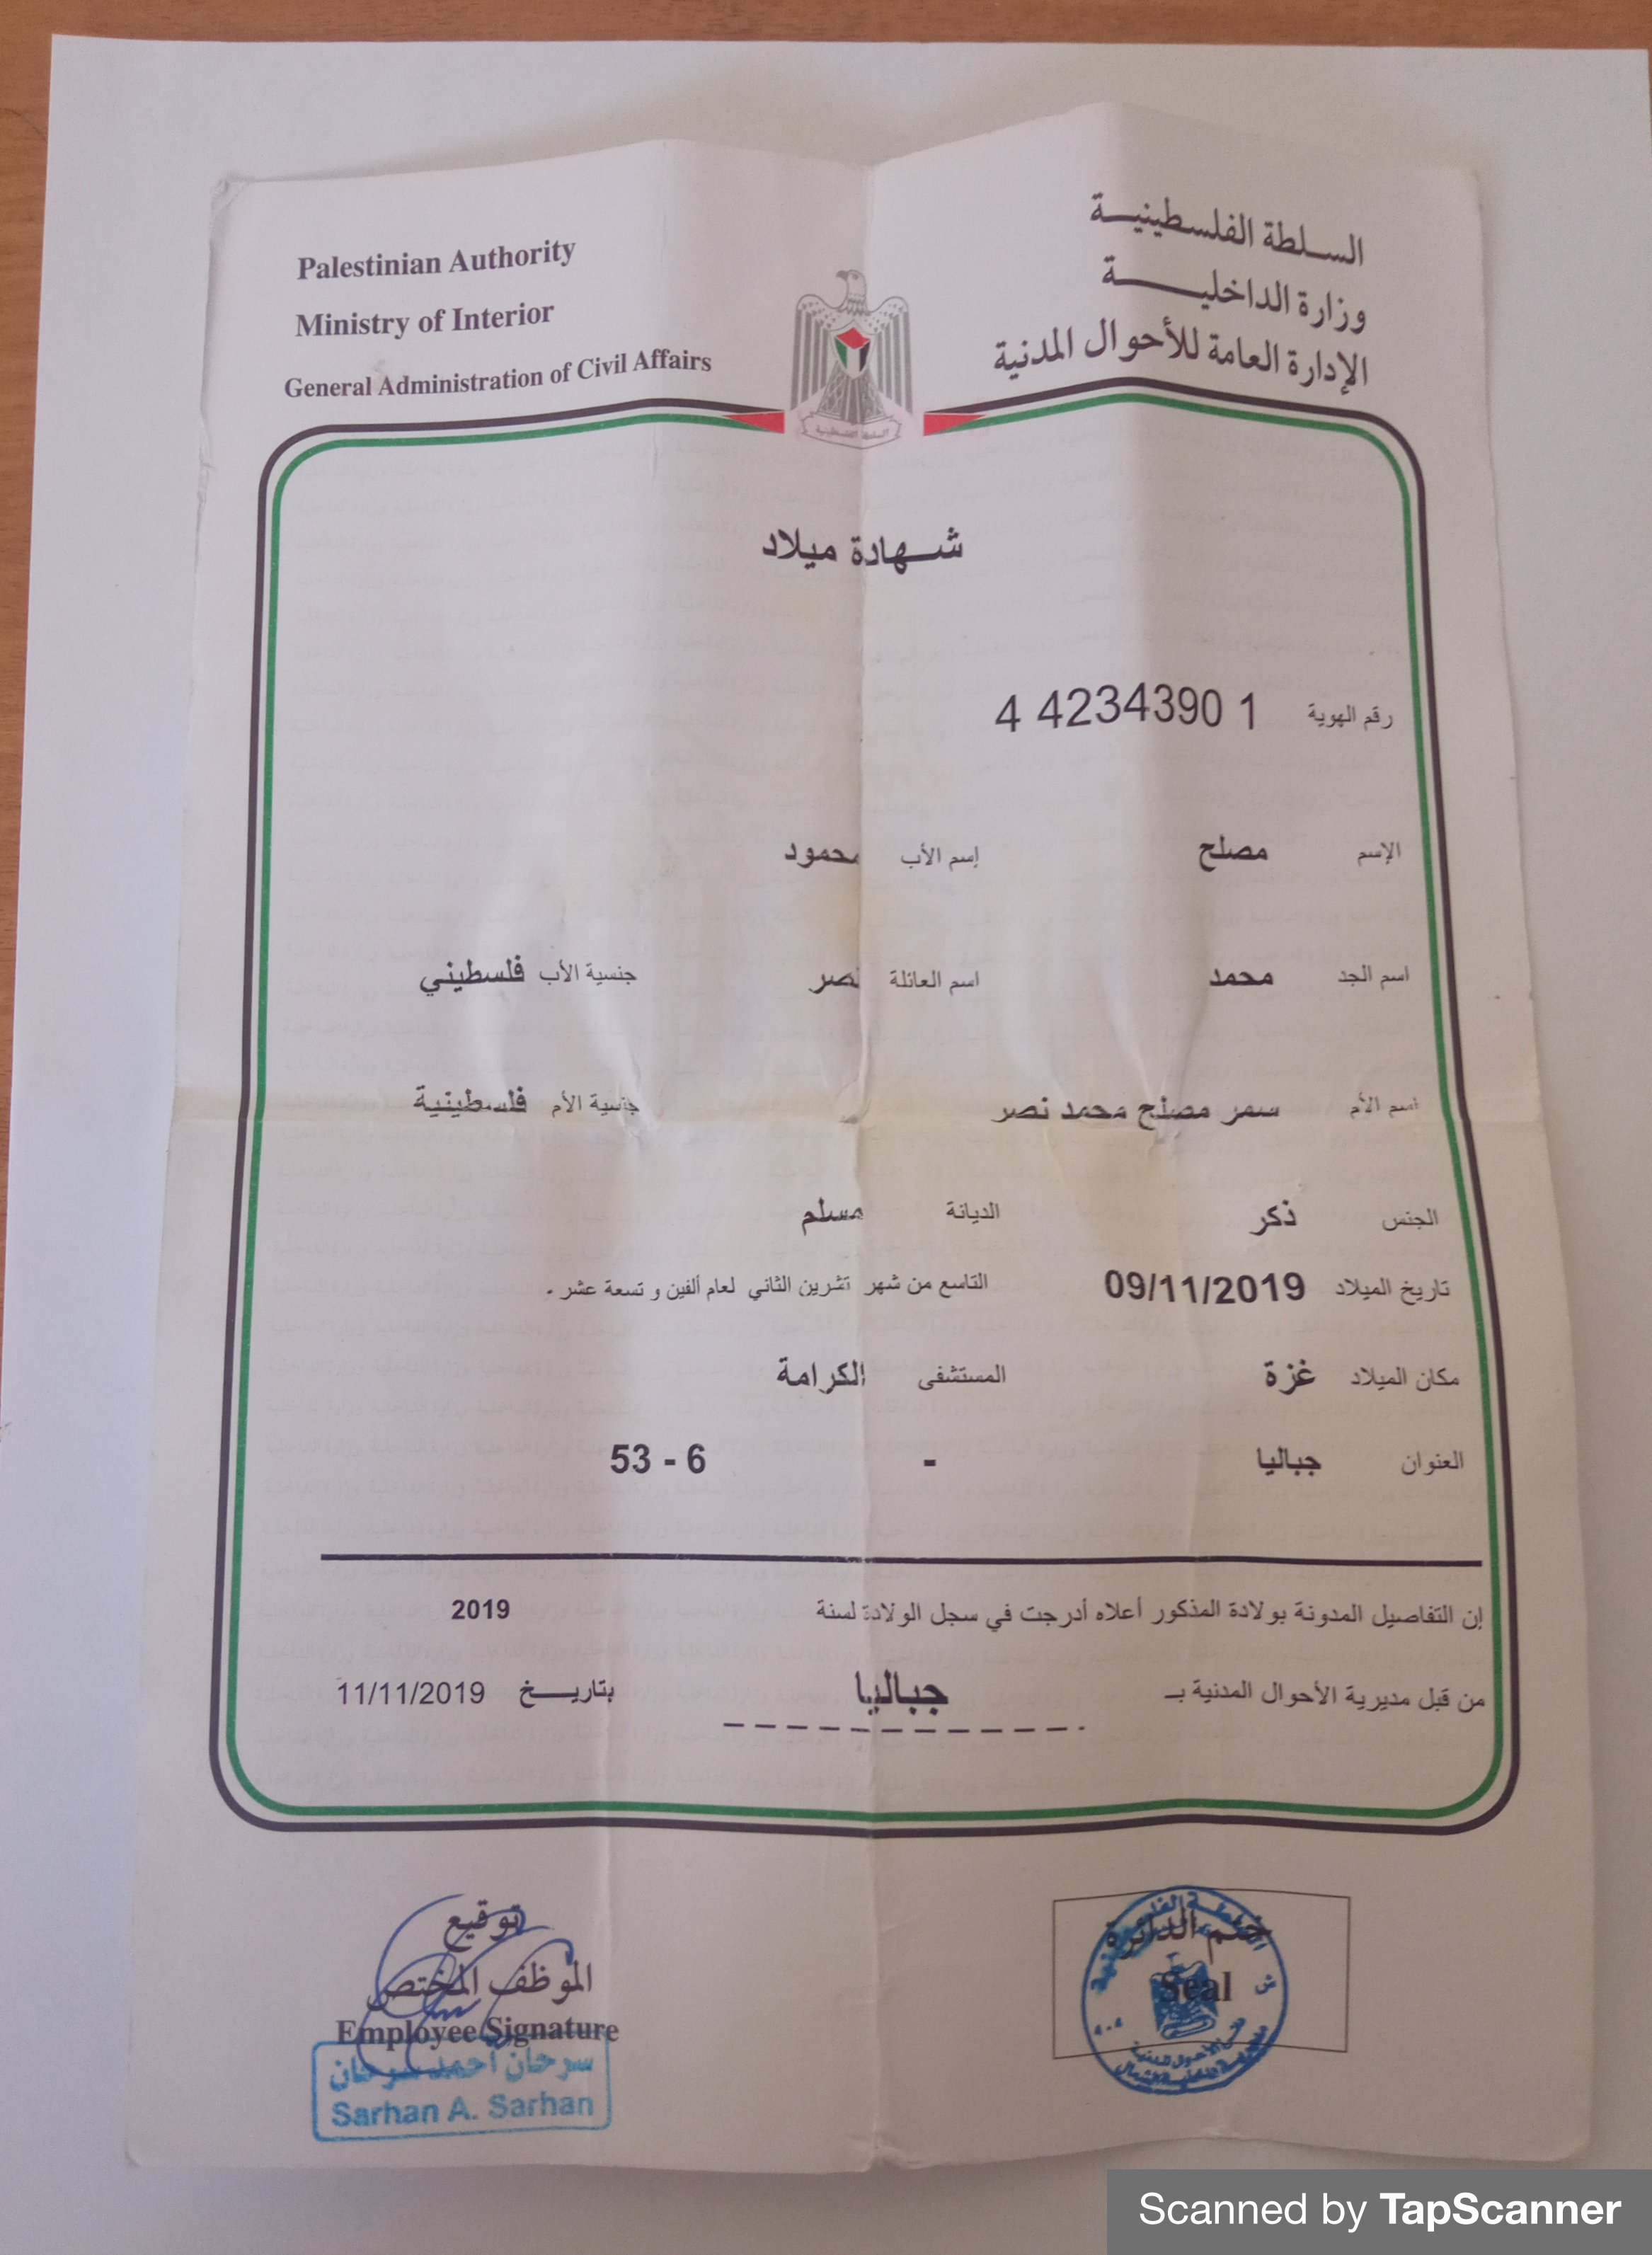 Palestinian Authority
Ministry of Interior
General Administration of Civil Affairs
السلطة الفلسطينية
وزارة الداخلية
الإدارة العامة للأحوال المدنية
السلطة الفلسطينية
شهادة ميلاد
رقم الهوية 4 4234390 1
الإسم مصلح إسم الأب محمود
اسم الجد محمد اسم العائلة نصر جنسية الأب فلسطيني
اسم الأم سمر مصلح محمد نصر جنسية الأم فلسطينية
الجنس ذكر الديانة مسلم
تاريخ الميلاد 09/11/2019 التاسع من شهر تشرين الثاني لعام ألفين و تسعة عشر .
مكان الميلاد غزة المستشفى الكرامة
العنوان جباليا - 53 - 6
إن التفاصيل المدونة بولادة المذكور أعلاه أدرجت في سجل الولادة لسنة 2019
من قبل مديرية الأحوال المدنية بـ جباليا بتاريخ 11/11/2019
ختم الدائرة
Seal
توقيع
الموظف المختص
Employee Signature
سرحان أحمد سرحان
Sarhan A. Sarhan
Scanned by TapScanner